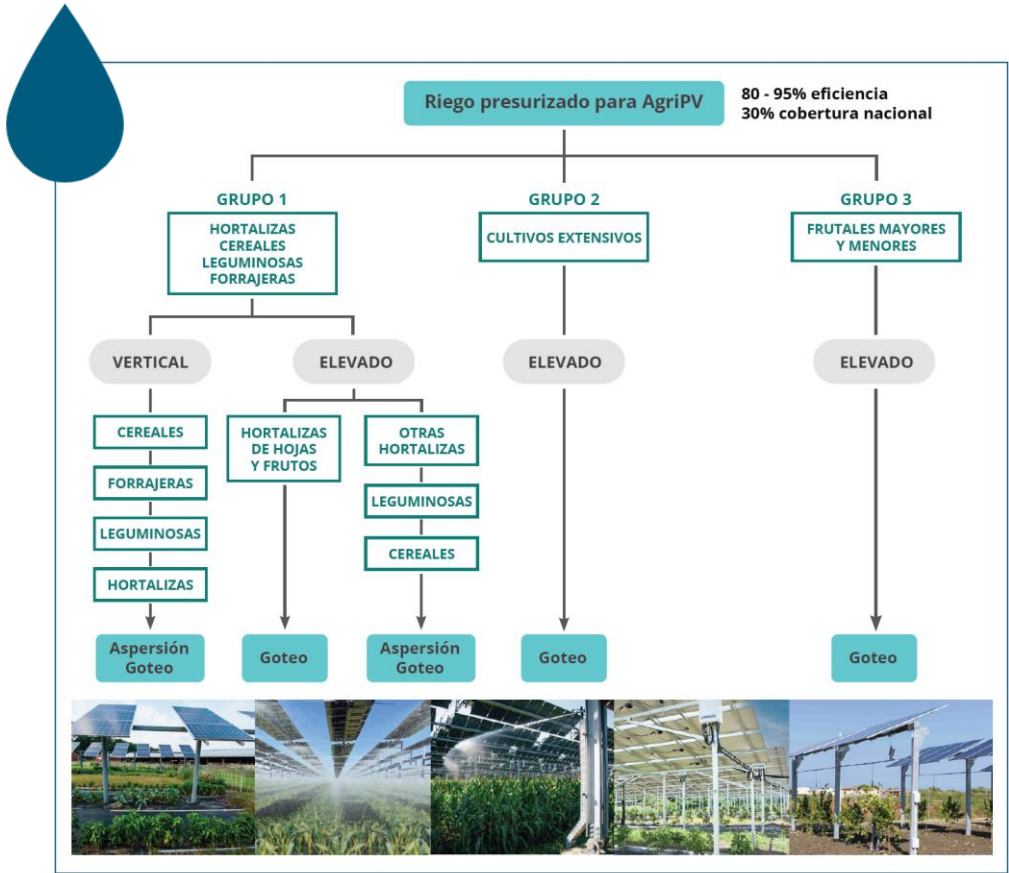 Riego presurizado para AgriPV
80 - 95% eficiencia
30% cobertura nacional
GRUPO 1
HORTALIZAS
CEREALES
LEGUMINOSAS
FORRAJERAS
GRUPO 2
CULTIVOS EXTENSIVOS
GRUPO 3
FRUTALES MAYORES
Y MENORES
VERTICAL
ELEVADO
ELEVADO
ELEVADO
CEREALES
FORRAJERAS
LEGUMINOSAS
HORTALIZAS
HORTALIZAS
DE HOJAS
Y FRUTOS
OTRAS
HORTALIZAS
LEGUMINOSAS
CEREALES
Aspersión
Goteo
Goteo
Aspersión
Goteo
Goteo
Goteo